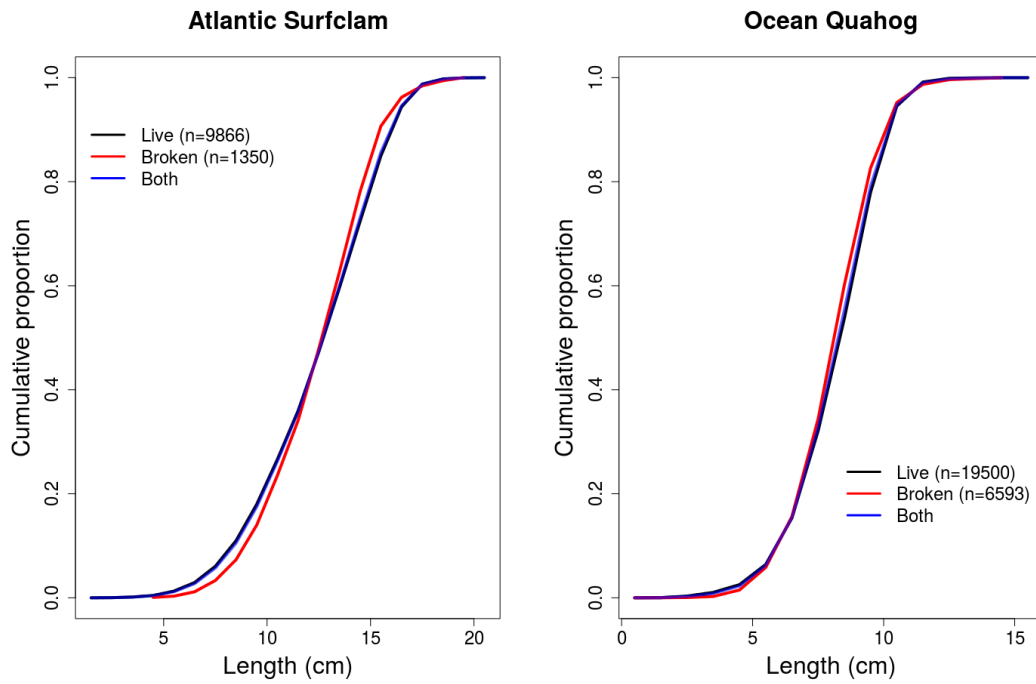 Atlantic Surfclam
Cumulative proportion
1.0
0.8
0.6
0.4
0.2
0.0
Live (n=9866)
Broken (n=1350)
Both
5 10 15 20
Length (cm)
Ocean Quahog
Cumulative proportion
1.0
0.8
0.6
0.4
0.2
0.0
Live (n=19500)
Broken (n=6593)
Both
0 5 10 15
Length (cm)